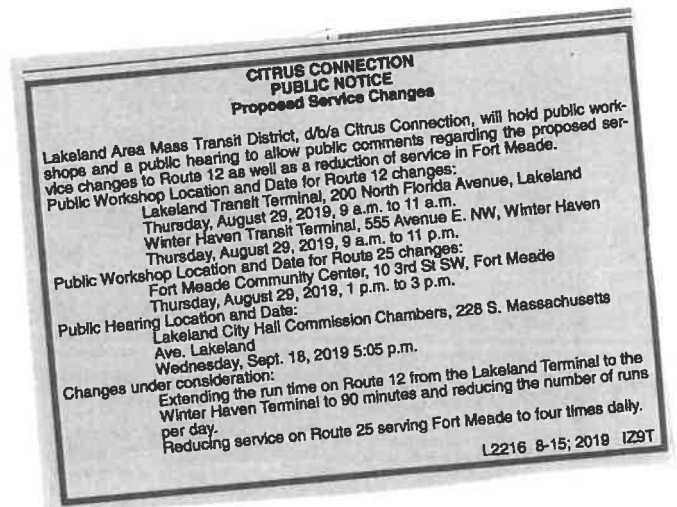 CITRUS CONNECTION
PUBLIC NOTICE
Proposed Service Changes
Lakeland Area Mass Transit District, d/b/a Citrus Connection, will hold public work-
shops and a public hearing to allow public comments regarding the proposed ser-
vice changes to Route 12 as well as a reduction of service in Fort Meade.
Public Workshop Location and Date for Route 12 changes:
Lakeland Transit Terminal, 200 North Florida Avenue, Lakeland
Thursday, August 29, 2019, 9 a.m. to 11 a.m.
Winter Haven Transit Terminal, 555 Avenue E. NW, Winter Haven
Thursday, August 29, 2019, 9 a.m. to 11 p.m.
Public Workshop Location and Date for Route 25 changes:
Fort Meade Community Center, 10 3rd St SW, Fort Meade
Thursday, August 29, 2019, 1 p.m. to 3 p.m.
Public Hearing Location and Date:
Lakeland City Hall Commission Chambers, 228 S. Massachusetts
Ave. Lakeland
Wednesday, Sept. 18, 2019 5:05 p.m.
Changes under consideration:
Extending the run time on Route 12 from the Lakeland Terminal to the
Winter Haven Terminal to 90 minutes and reducing the number of runs
per day.
Reducing service on Route 25 serving Fort Meade to four times daily.
L2216 8-15; 2019 IZ9T